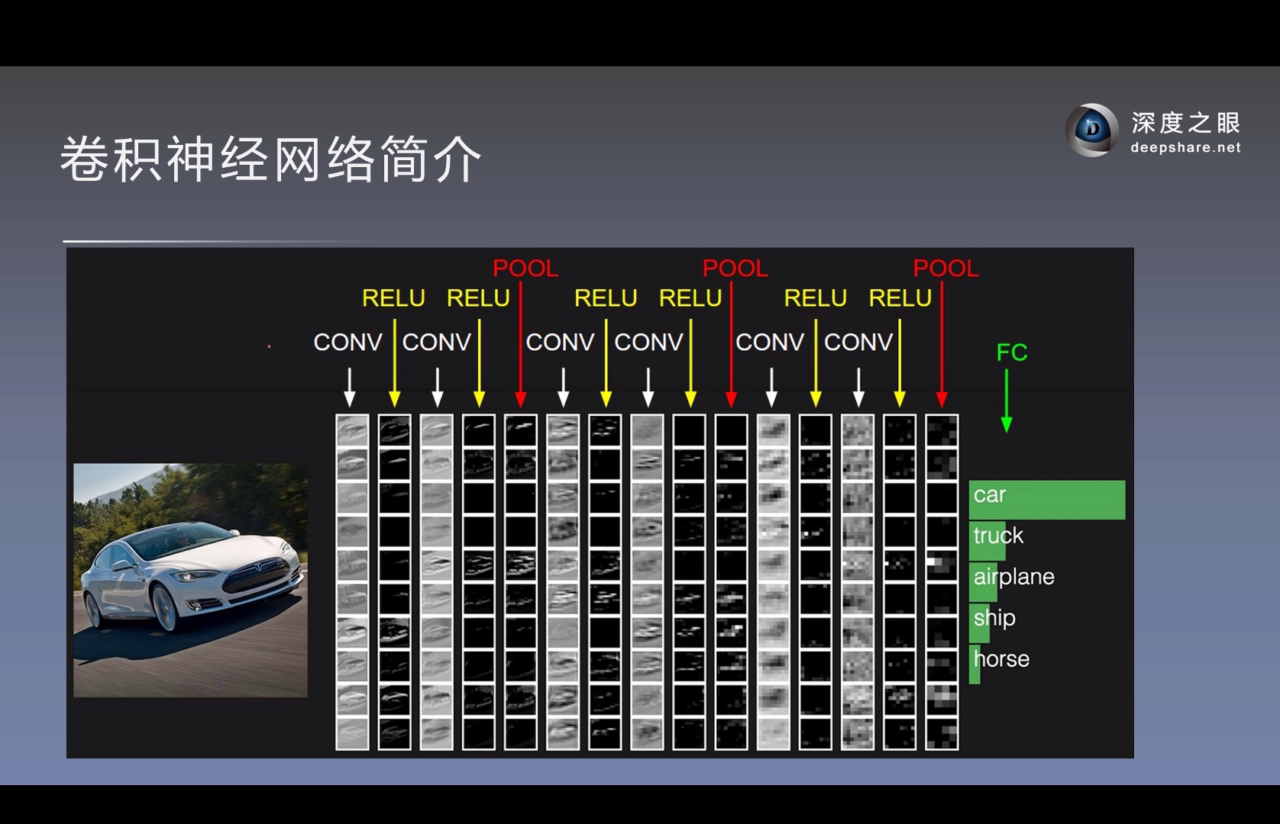 深度之眼
deepshare.net
卷积神经网络简介
POOL POOL POOL
RELU RELU RELU RELU RELU RELU
CONV CONV CONV CONV CONV CONV
FC
car
truck
airplane
ship
horse